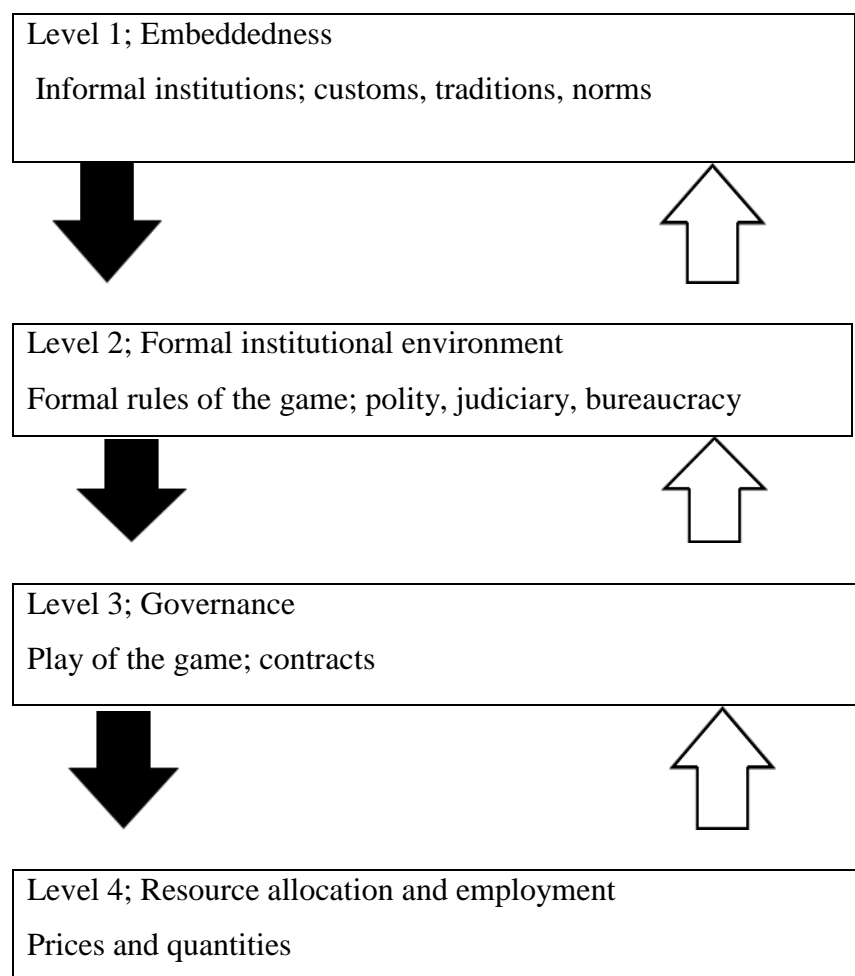 Level 1; Embeddedness
Informal institutions; customs, traditions, norms
Level 2; Formal institutional environment
Formal rules of the game; polity, judiciary, bureaucracy
Level 3; Governance
Play of the game; contracts
Level 4; Resource allocation and employment
Prices and quantities